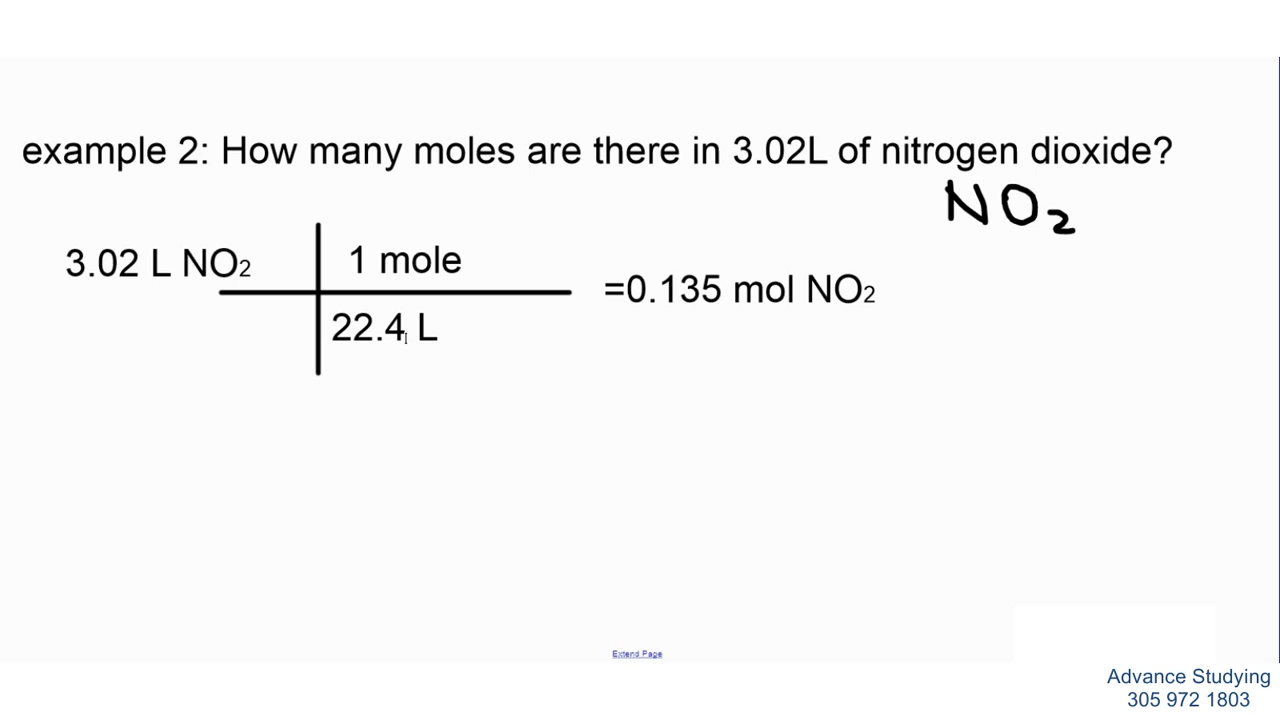 example 2: How many moles are there in 3.02L of nitrogen dioxide?
NO₂
3.02 L NO₂
1 mole
22.4 L
=0.135 mol NO₂
Extend Page
Advance Studying
305 972 1803